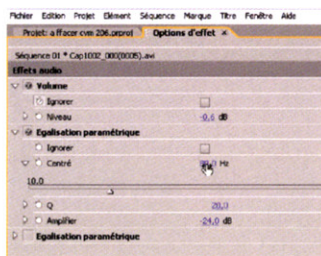 Fichier Edition Projet Elément Séquence Marque Titre Fenêtre Aide
Projet: a ffacer cvm 206.prproj Options d'effet ×
Séquence 01 * Cap1002_000(0005).avi
Effets audio
Volume
Ignorer
Niveau -0,6 dB
Egalisation paramétrique
Ignorer
Centré Hz
10.0
Q 20,0
Amplifier -24,0 dB
Egalisation paramétrique